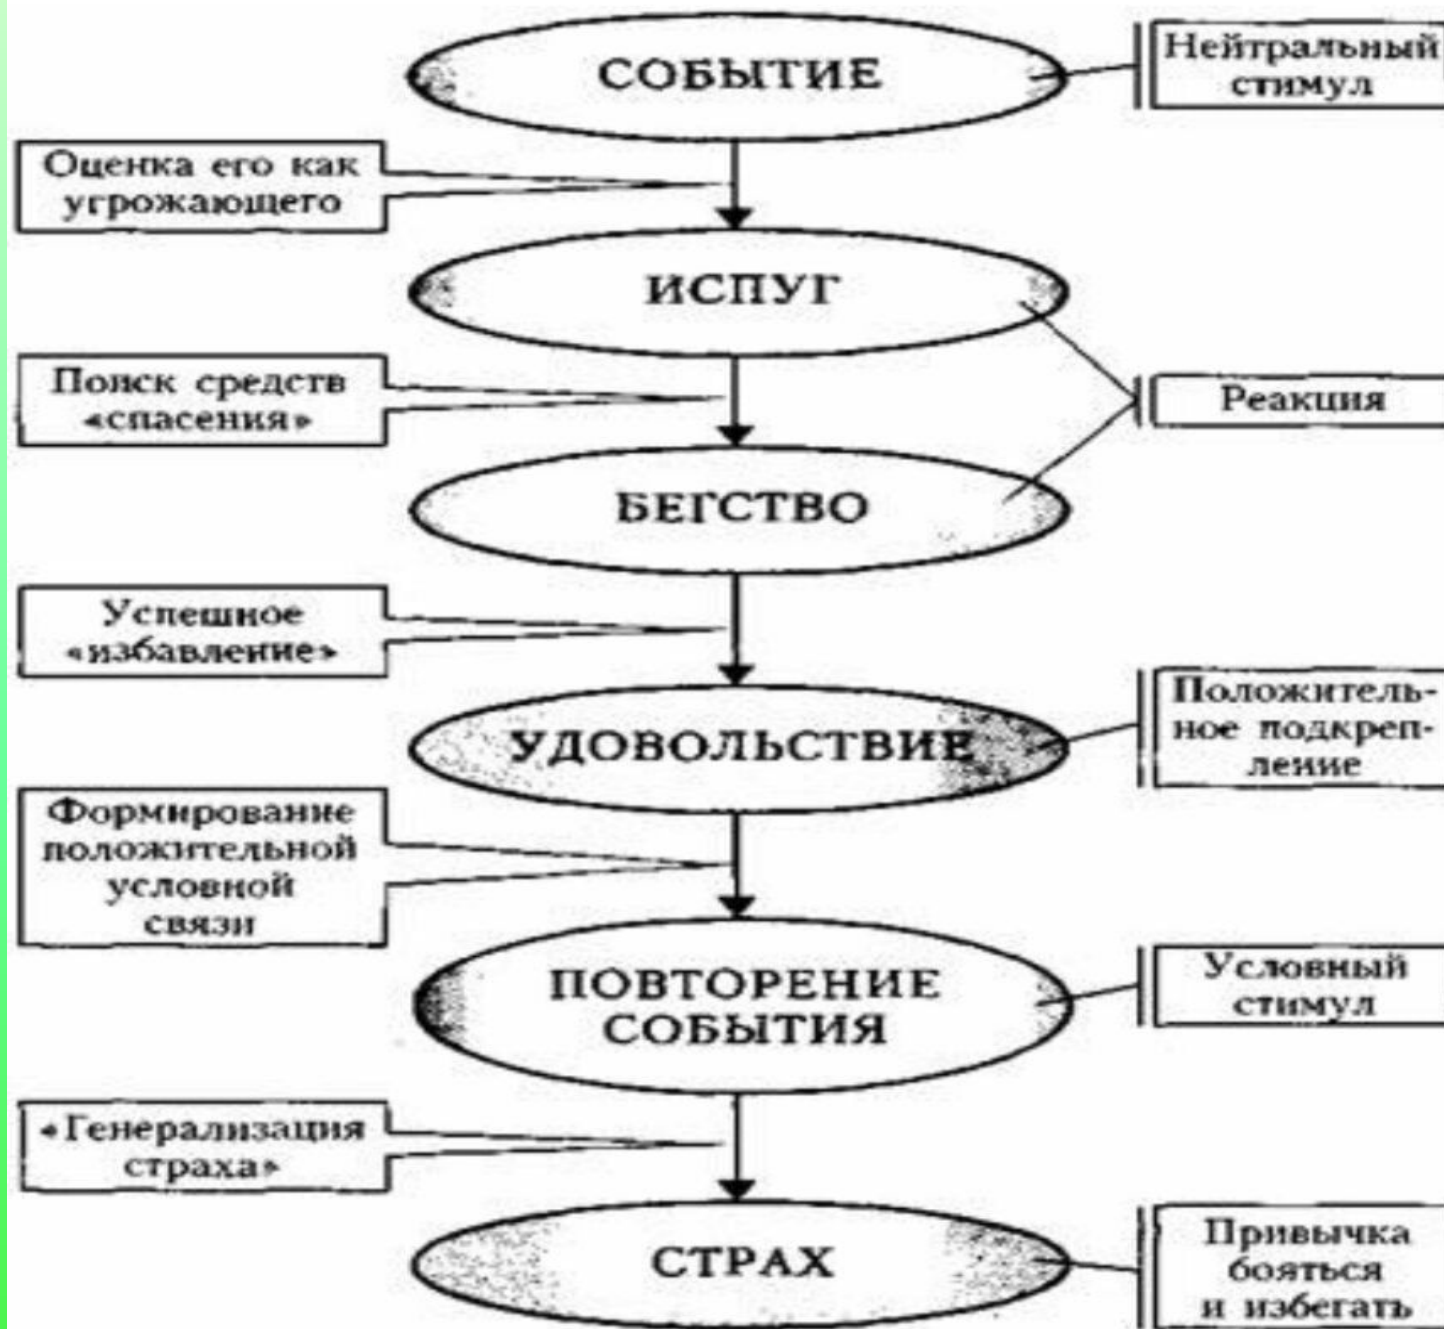 СОБЫТИЕ
Нейтральный
стимул
Оценка его как
угрожающего
ИСПУГ
Поиск средств
«спасения»
Реакция
БЕГСТВО
Успешное
«избавление»
УДОВОЛЬСТВИЕ
Положитель-
ное подкреп-
ление
Формирование
положительной
условной
связи
ПОВТОРЕНИЕ
СОБЫТИЯ
Условный
стимул
«Генерализация
страха»
СТРАХ
Привычка
бояться
и избегать